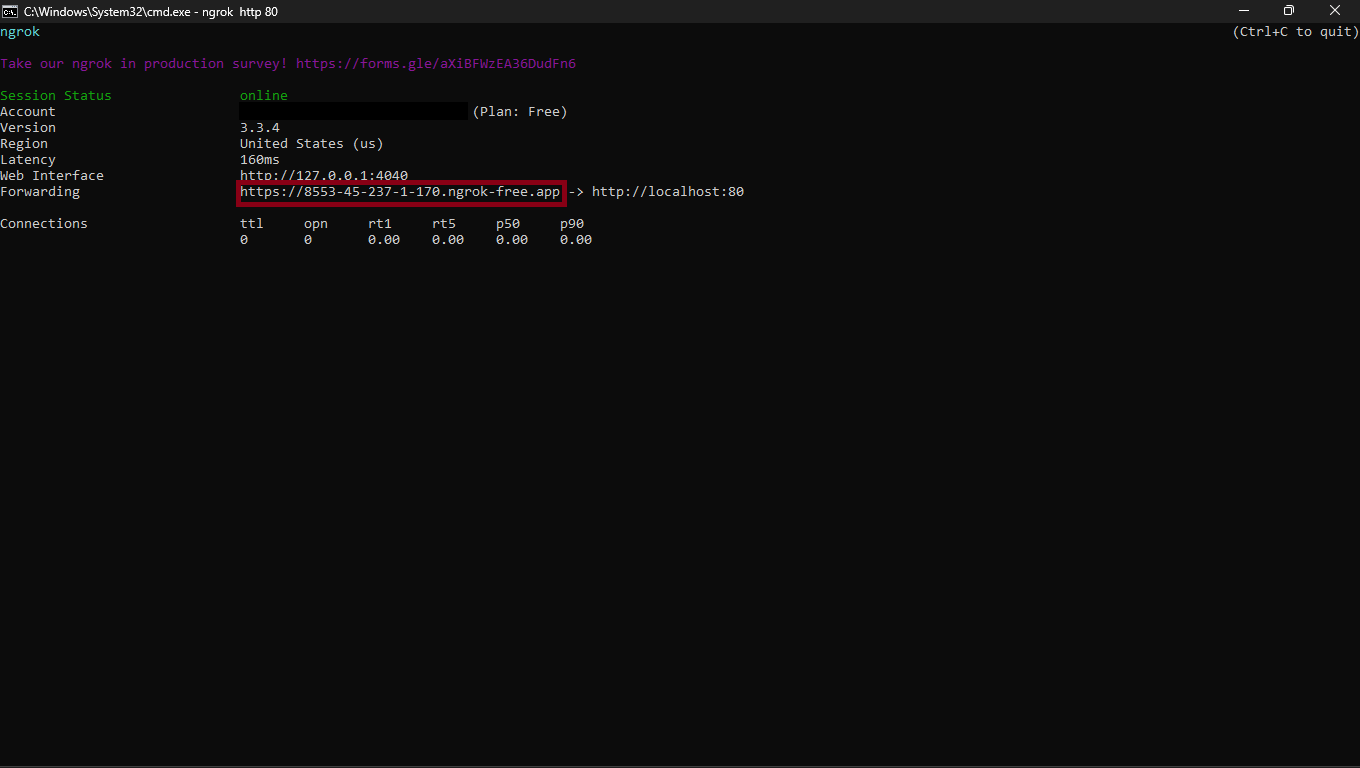 C:\Windows\System32\cmd.exe - ngrok  http 80
ngrok (Ctrl+C to quit)
Take our ngrok in production survey! https://forms.gle/aXiBFWzEA36DudFn6
Session Status online
Account (Plan: Free)
Version 3.3.4
Region United States (us)
Latency 160ms
Web Interface http://127.0.0.1:4040
Forwarding https://8553-45-237-1-170.ngrok-free.app -> http://localhost:80
Connections ttl opn rt1 rt5 p50 p90
0 0 0.00 0.00 0.00 0.00